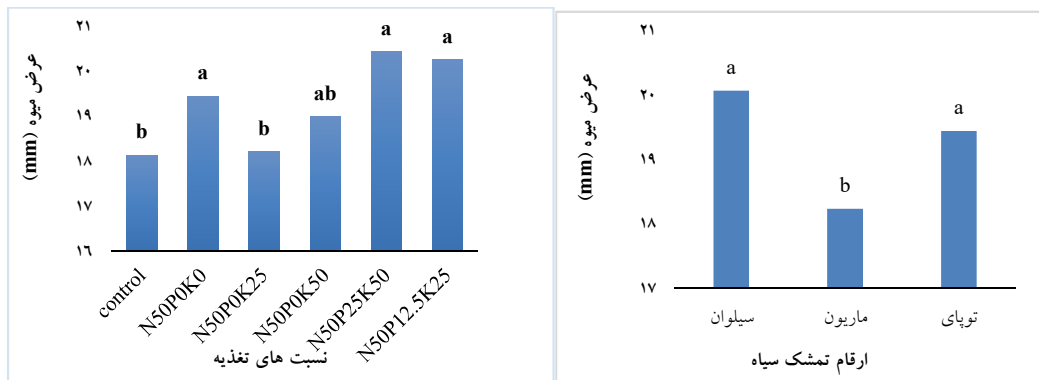 ۲۱
۲۰
۱۹
۱۸
۱۷
۱۶
عرض میوه (mm)
b
a
b
ab
a
a
control
N50P0K0
N50P0K25
N50P0K50
N50P25K50
N50P12.5K25
نسبت های تغذیه
۲۱
۲۰
۱۹
۱۸
۱۷
عرض میوه (mm)
a
b
a
سیلوان
ماریون
توپای
ارقام تمشک سیاه